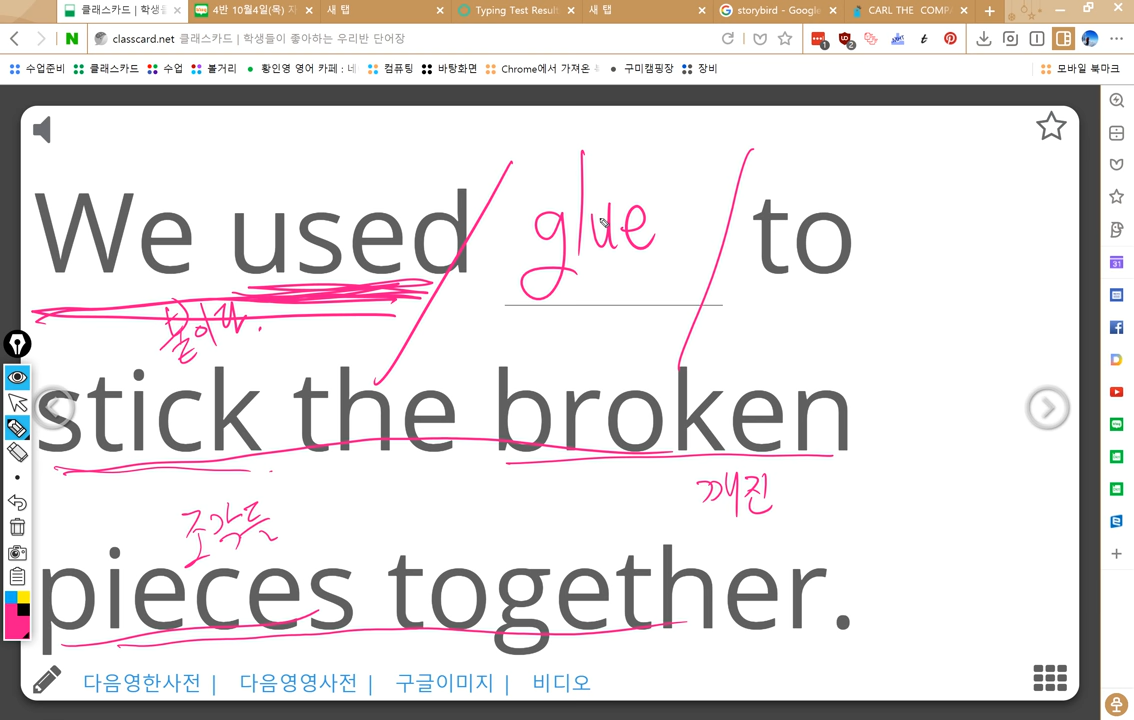 클래스카드 | 학생들
4반 10월4일(목) 지
새 탭
Typing Test Result
새 탭
storybird - Google
CARL THE COMPA
classcard.net 클래스카드 | 학생들이 좋아하는 우리반 단어장
수업준비 클래스카드 수업 볼거리 황인영 영어 카페 : 네 컴퓨팅 바탕화면 Chrome에서 가져온 구미캠핑장 장비 모바일 북마크
We used glue to
붙이다.
stick the broken
깨진
조각들
pieces together.
다음영한사전 | 다음영영사전 | 구글이미지 | 비디오